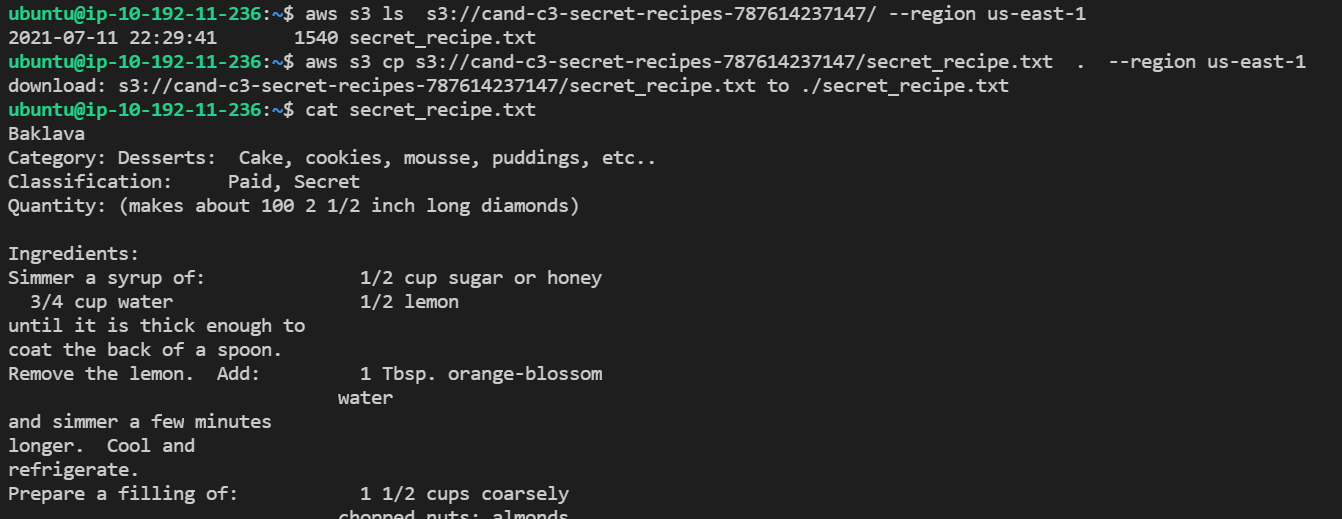 ubuntu@ip-10-192-11-236:~$ aws s3 ls  s3://cand-c3-secret-recipes-787614237147/ --region us-east-1
2021-07-11 22:29:41       1540 secret_recipe.txt
ubuntu@ip-10-192-11-236:~$ aws s3 cp s3://cand-c3-secret-recipes-787614237147/secret_recipe.txt  .  --region us-east-1
download: s3://cand-c3-secret-recipes-787614237147/secret_recipe.txt to ./secret_recipe.txt
ubuntu@ip-10-192-11-236:~$ cat secret_recipe.txt
Baklava
Category: Desserts:  Cake, cookies, mousse, puddings, etc..
Classification:     Paid, Secret
Quantity: (makes about 100 2 1/2 inch long diamonds)

Ingredients:
Simmer a syrup of:              1/2 cup sugar or honey
  3/4 cup water                 1/2 lemon
until it is thick enough to
coat the back of a spoon.
Remove the lemon.  Add:         1 Tbsp. orange-blossom
                              water
and simmer a few minutes
longer.  Cool and
refrigerate.
Prepare a filling of:           1 1/2 cups coarsely
                              chopped nuts: almonds